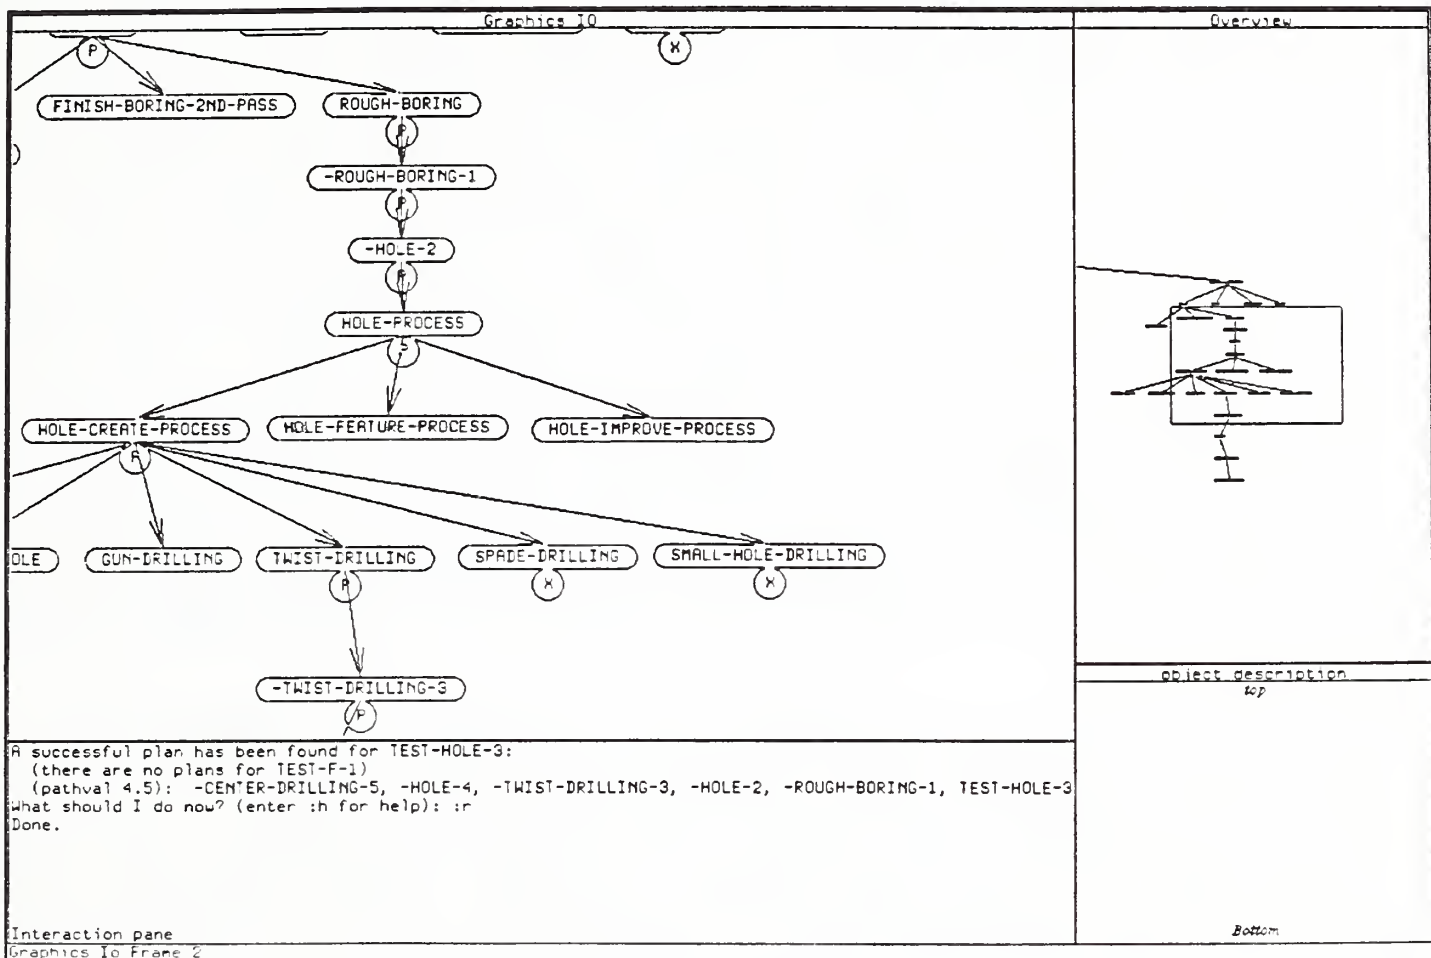 Graphics IO
Overview
P
X
FINISH-BORING-2ND-PASS
ROUGH-BORING
P
-ROUGH-BORING-1
P
-HOLE-2
P
HOLE-PROCESS
S
HOLE-CREATE-PROCESS
HOLE-FEATURE-PROCESS
HOLE-IMPROVE-PROCESS
P
OLE
GUN-DRILLING
TWIST-DRILLING
SPADE-DRILLING
SMALL-HOLE-DRILLING
P
X
X
-TWIST-DRILLING-3
P
object description
top
A successful plan has been found for TEST-HOLE-3:
(there are no plans for TEST-F-1)
(pathval 4.5): -CENTER-DRILLING-5, -HOLE-4, -TWIST-DRILLING-3, -HOLE-2, -ROUGH-BORING-1, TEST-HOLE-3
What should I do now? (enter :h for help): :r
Done.
Interaction pane
Bottom
Graphics Io Frame 2